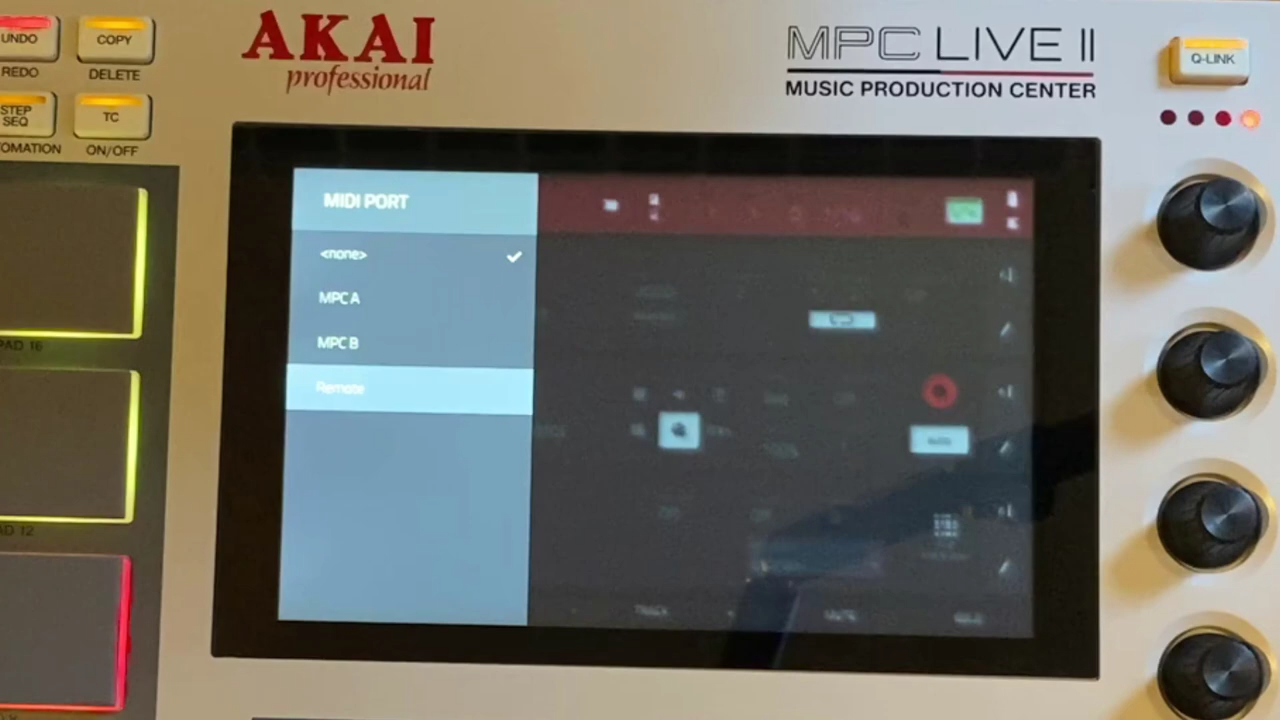 UNDO
COPY
REDO
DELETE
STEP
SEQ
TC
OMATION
ON/OFF
AKAI
professional
MPC LIVE II
MUSIC PRODUCTION CENTER
Q-LINK
MIDI PORT
<none>
MPC A
MPC B
Remote
TRACK
PAD 16
AD 12